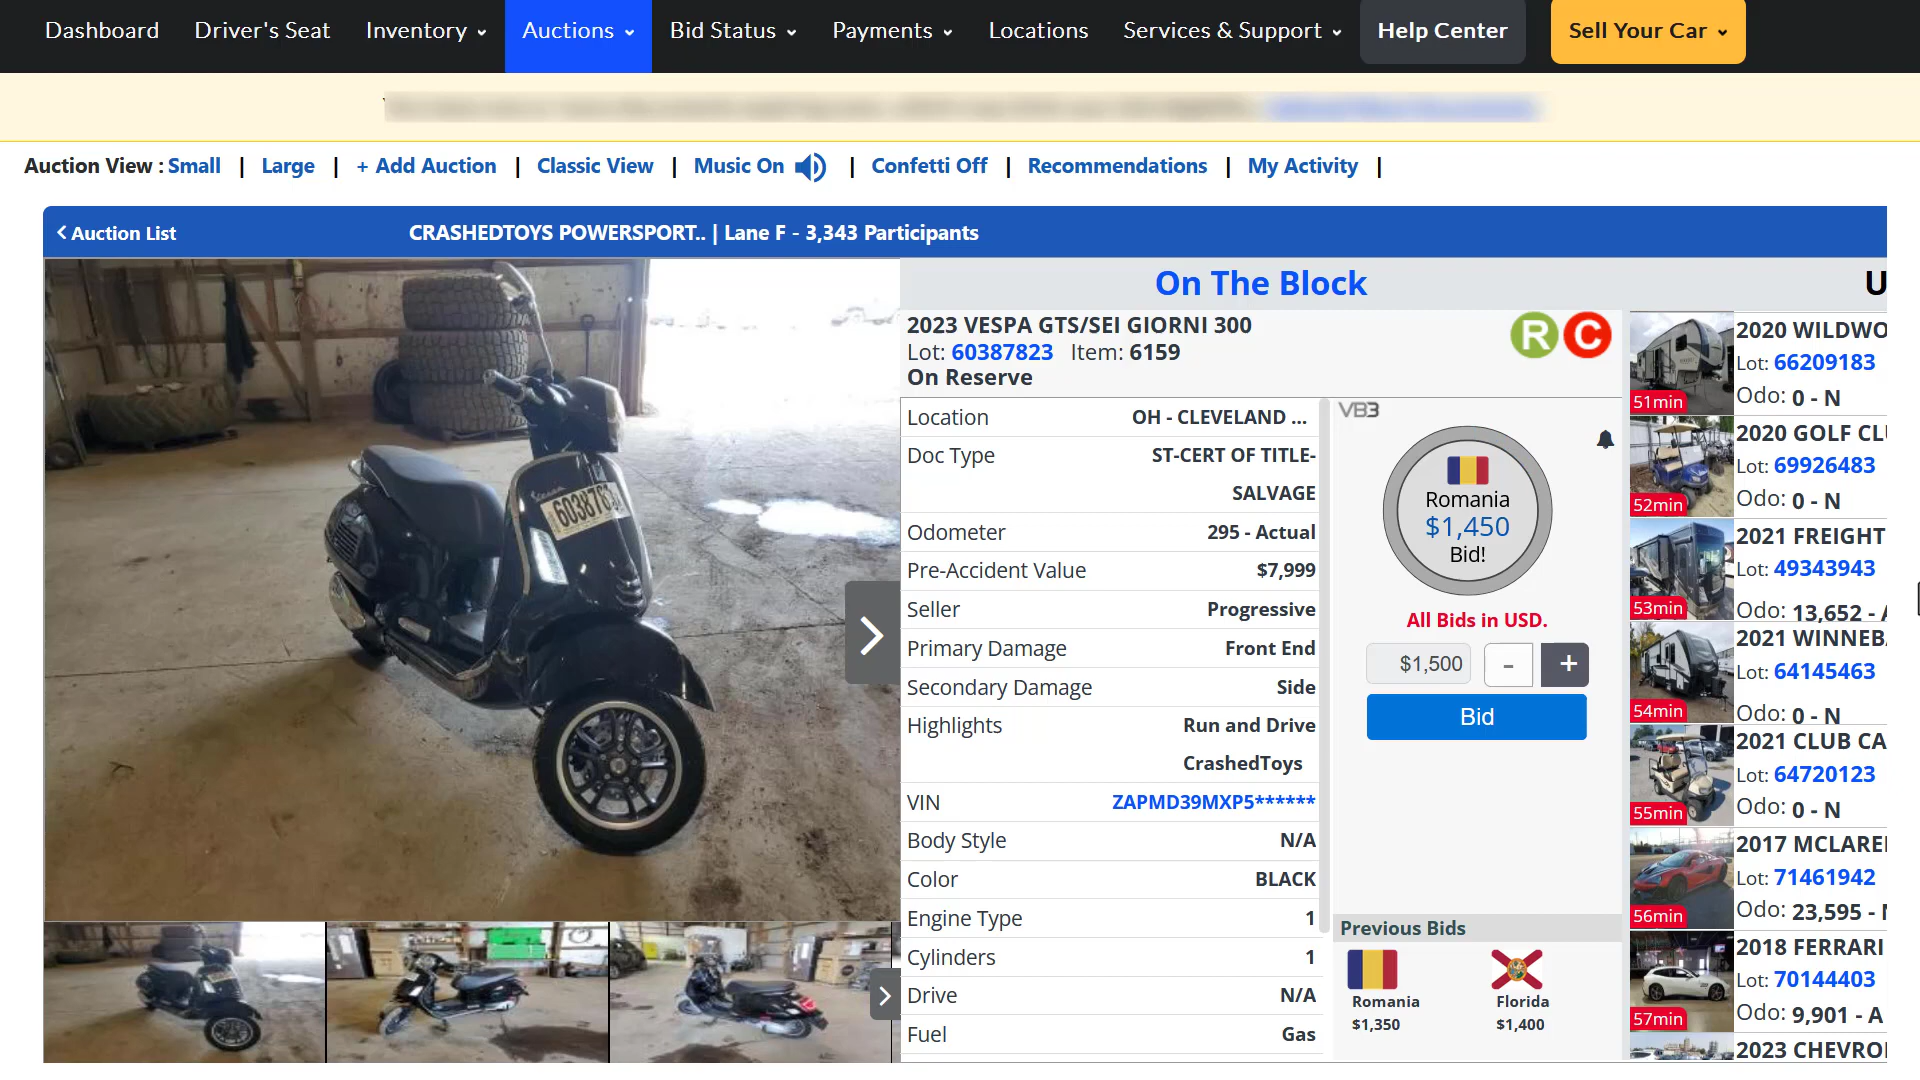 Dashboard
Driver's Seat
Inventory
Auctions
Bid Status
Payments
Locations
Services & Support
Help Center
Sell Your Car
Auction View : Small | Large | + Add Auction | Classic View | Music On | Confetti Off | Recommendations | My Activity |
Auction List
CRASHEDTOYS POWERSPORT.. | Lane F - 3,343 Participants
On The Block
U
2023 VESPA GTS/SEI GIORNI 300
Lot: 60387823 Item: 6159
On Reserve
R C
Location OH - CLEVELAND ...
Doc Type ST-CERT OF TITLE-
SALVAGE
Odometer 295 - Actual
Pre-Accident Value $7,999
Seller Progressive
Primary Damage Front End
Secondary Damage Side
Highlights Run and Drive
CrashedToys
VIN ZAPMD39MXP5******
Body Style N/A
Color BLACK
Engine Type 1
Cylinders 1
Drive N/A
Fuel Gas
VB3
Romania
$1,450
Bid!
All Bids in USD.
$1,500 - +
Bid
Previous Bids
Romania
$1,350
Florida
$1,400
2020 WILDWO
Lot: 66209183
Odo: 0 - N
51min
2020 GOLF CLU
Lot: 69926483
Odo: 0 - N
52min
2021 FREIGHT
Lot: 49343943
Odo: 13,652 - A
53min
2021 WINNEB
Lot: 64145463
Odo: 0 - N
54min
2021 CLUB CA
Lot: 64720123
Odo: 0 - N
55min
2017 MCLARE
Lot: 71461942
Odo: 23,595 -
56min
2018 FERRARI
Lot: 70144403
Odo: 9,901 - A
57min
2023 CHEVRO